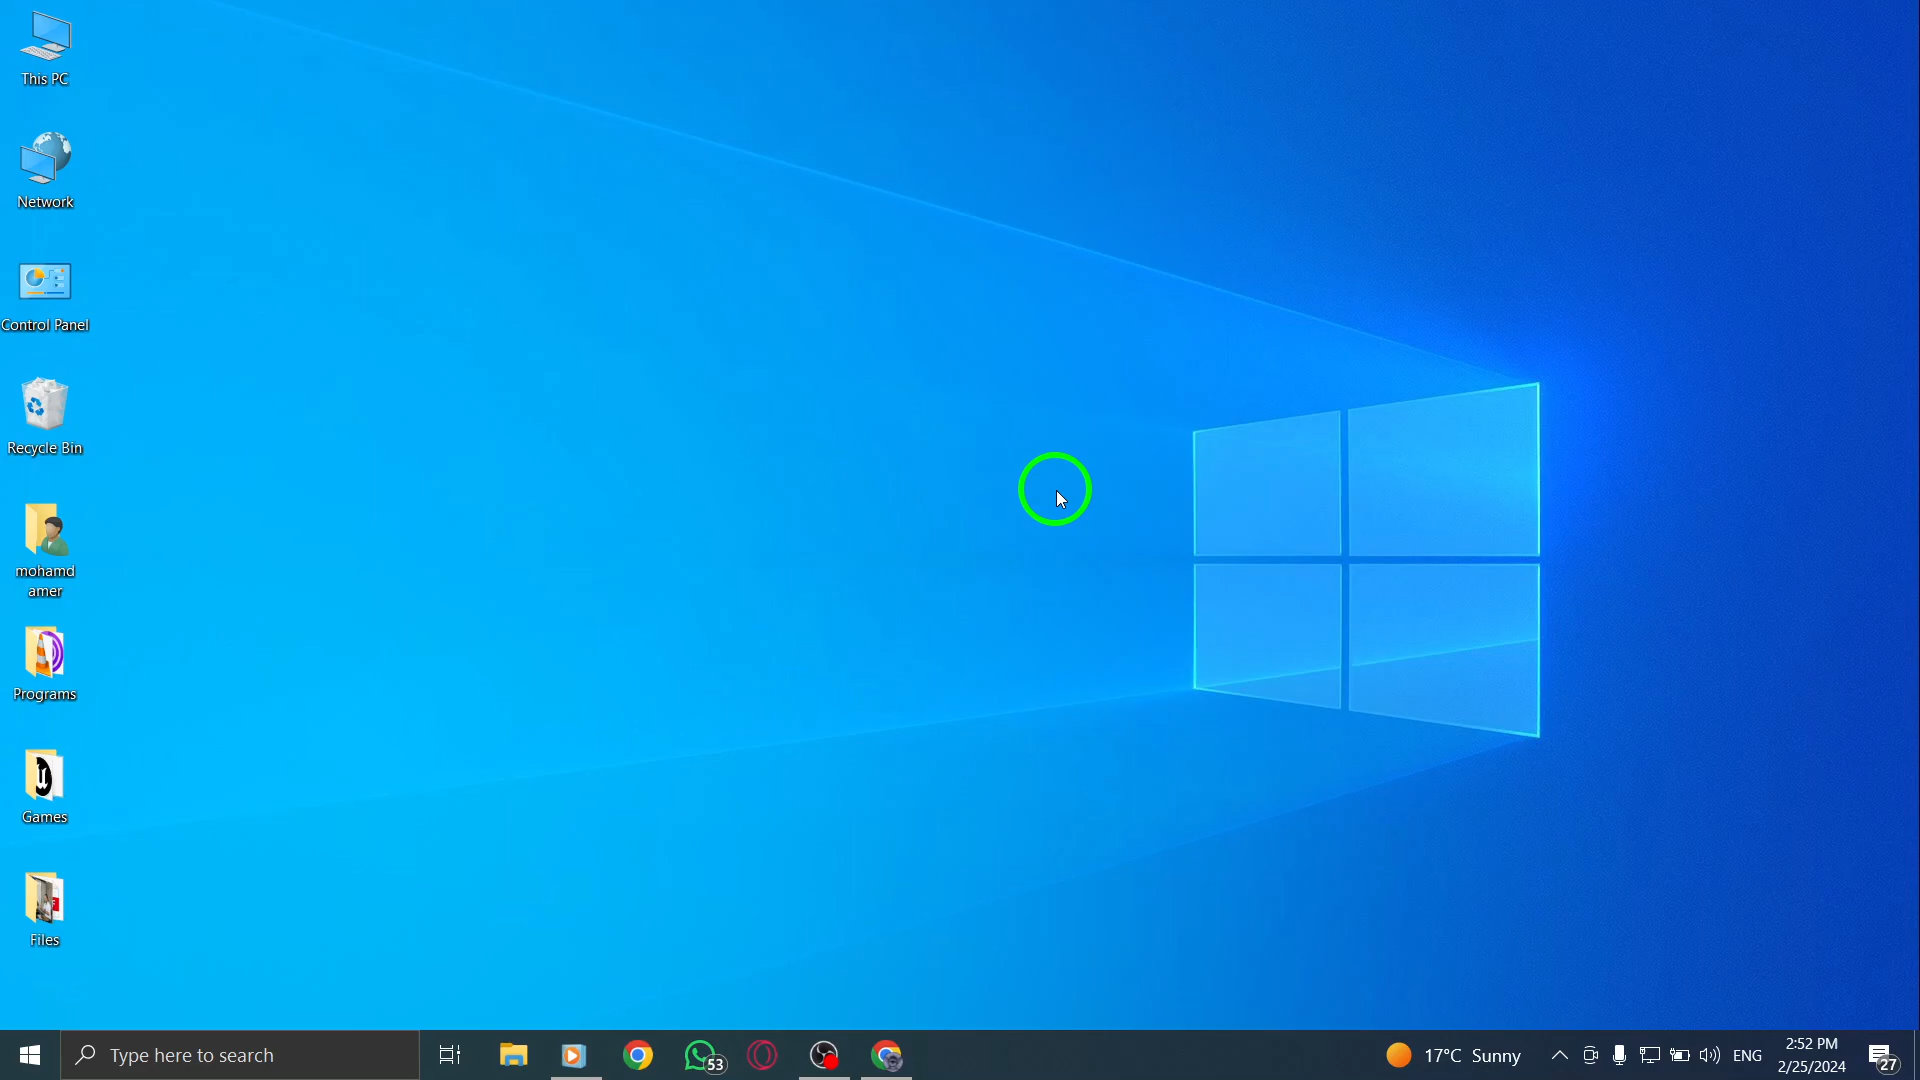 This PC
Network
Control Panel
Recycle Bin
mohamd
amer
Programs
Games
Files
Type here to search
53
17°C Sunny
ENG
2:52 PM
2/25/2024
27